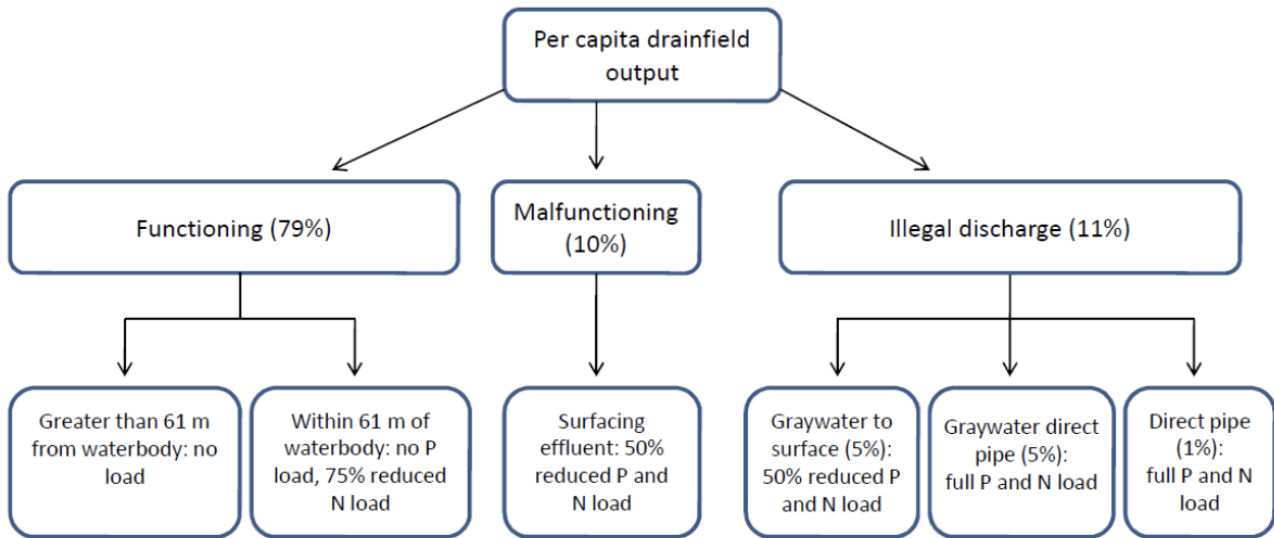 Per capita drainfield
output
Functioning (79%)
Malfunctioning
(10%)
Illegal discharge (11%)
Greater than 61 m
from waterbody: no
load
Within 61 m of
waterbody: no P
load, 75% reduced
N load
Surfacing
effluent: 50%
reduced P and
N load
Graywater to
surface (5%):
50% reduced P
and N load
Graywater direct
pipe (5%):
full P and N load
Direct pipe
(1%):
full P and N
load